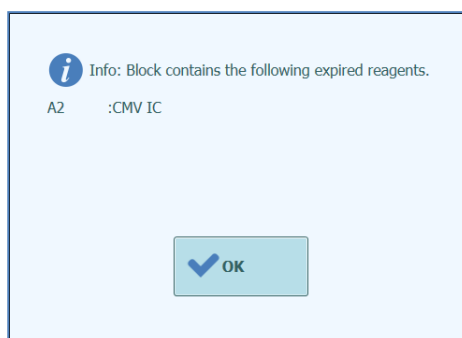 Info: Block contains the following expired reagents.
A2 :CMV IC
OK